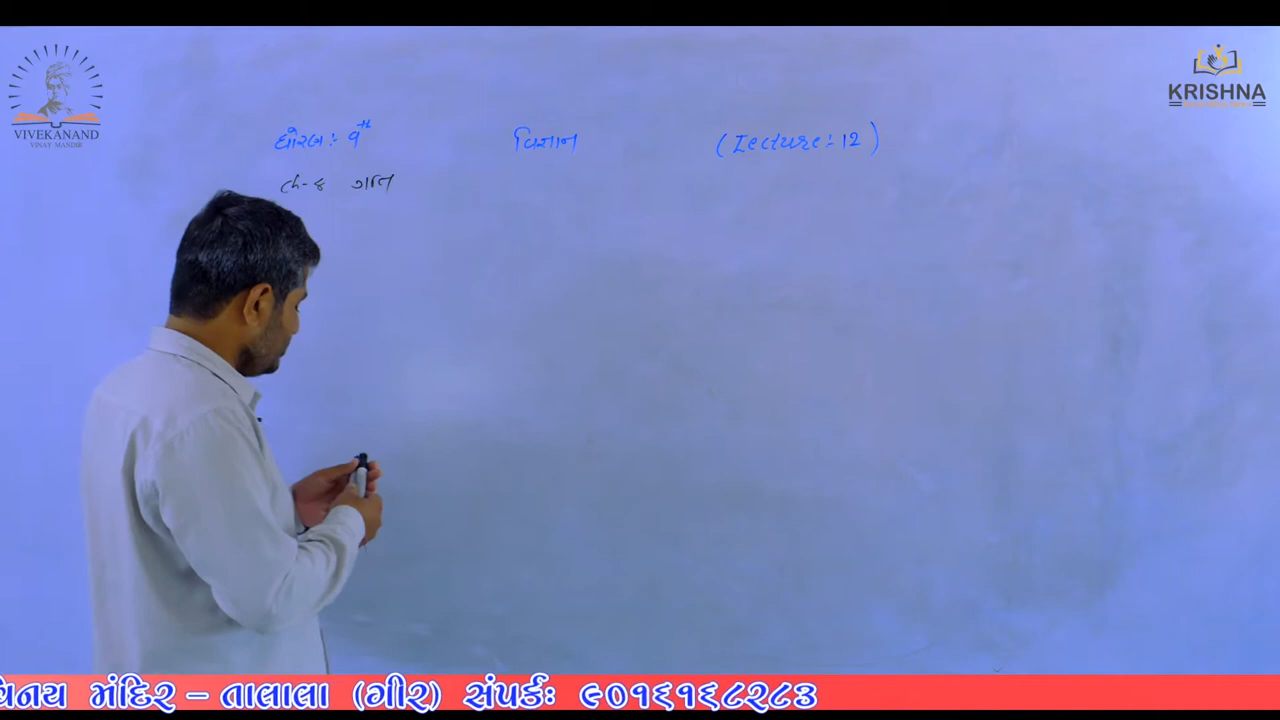 VIVEKANAND
VINAY MANDIR
KRISHNA
ધોરણ :- 9th વિજ્ઞાન (Lecture :- 12)
ch-8 ગતિ
વિનય મંદિર – તાલાલા (ગીર) સંપર્કઃ ૯૦૧૬૧૬૮૨૮૩